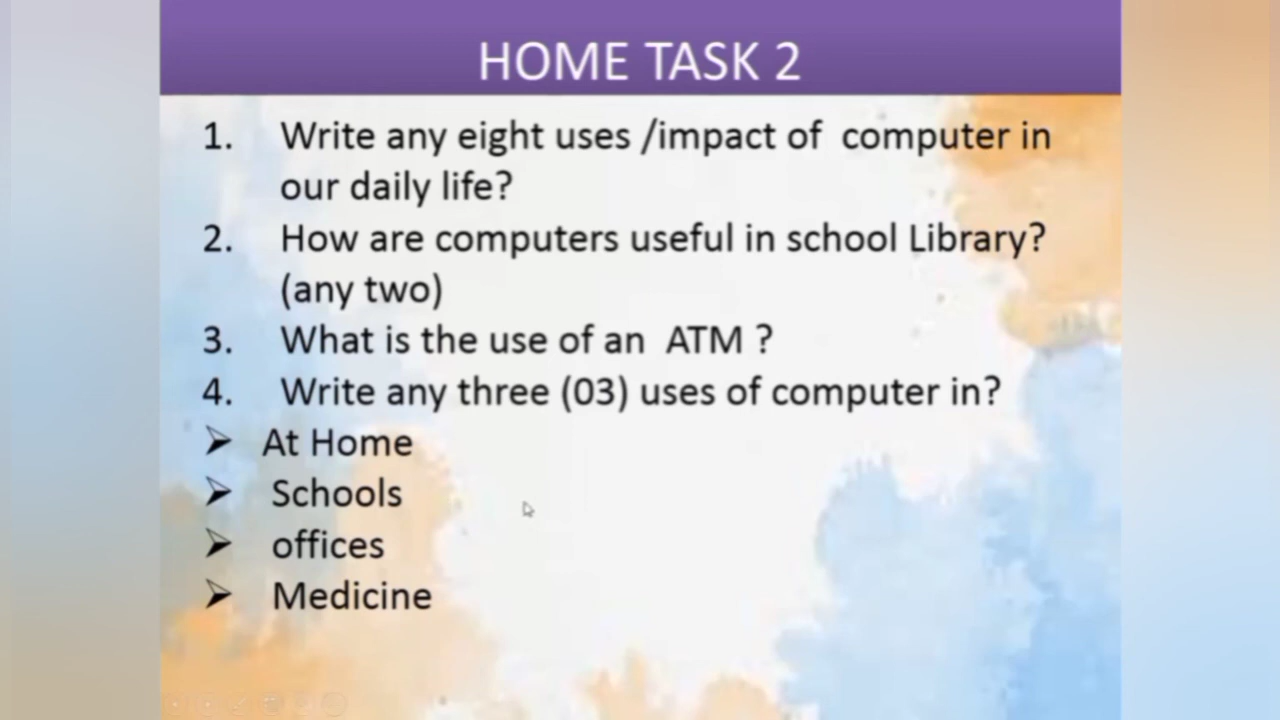 HOME TASK 2
1. Write any eight uses /impact of computer in
our daily life?
2. How are computers useful in school Library?
(any two)
3. What is the use of an ATM ?
4. Write any three (03) uses of computer in?
➢ At Home
➢ Schools
➢ offices
➢ Medicine